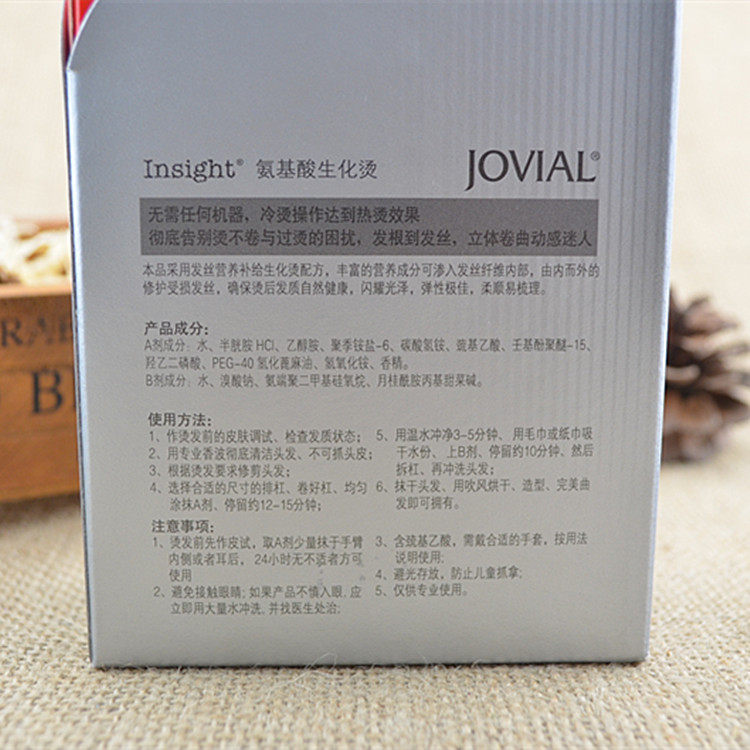 Insight® 氨基酸生化烫
JOVIAL®
无需任何机器，冷烫操作达到热烫效果
彻底告别烫不卷与过烫的困扰，发根到发丝，立体卷曲动感迷人
本品采用发丝营养补给生化烫配方，丰富的营养成分可渗入发丝纤维内部，由内而外的
修护受损发丝，确保烫后发质自然健康，闪耀光泽，弹性极佳，柔顺易梳理。
产品成分：
A剂成分：水、半胱胺HCl、乙醇胺、聚季铵盐-6、碳酸氢铵、巯基乙酸、壬基酚聚醚-15、
羟乙二磷酸、PEG-40氢化蓖麻油、氢氧化铵、香精。
B剂成分：水、溴酸钠、氨端聚二甲基硅氧烷、月桂酰胺丙基甜菜碱。
使用方法：
1、作烫发前的皮肤调试、检查发质状态；
2、用专业香波彻底清洁头发、不可抓头皮；
3、根据烫发要求修剪头发；
4、选择合适的尺寸的排杠、卷好杠、均匀
涂抹A剂、停留约12-15分钟；
5、用温水冲净3-5分钟、用毛巾或纸巾吸
干水份、上B剂、停留约10分钟、然后
拆杠、再冲洗头发；
6、抹干头发、用吹风烘干、造型、完美曲
发即可拥有。
注意事项：
1、烫发前先作皮试，取A剂少量抹于手臂
内侧或者耳后，24小时无不适者方可
使用
2、避免接触眼睛；如果产品不慎入眼，应
立即用大量水冲洗，并找医生处治；
3、含巯基乙酸，需戴合适的手套，按用法
说明使用；
4、避光存放，防止儿童抓拿；
5、仅供专业使用。